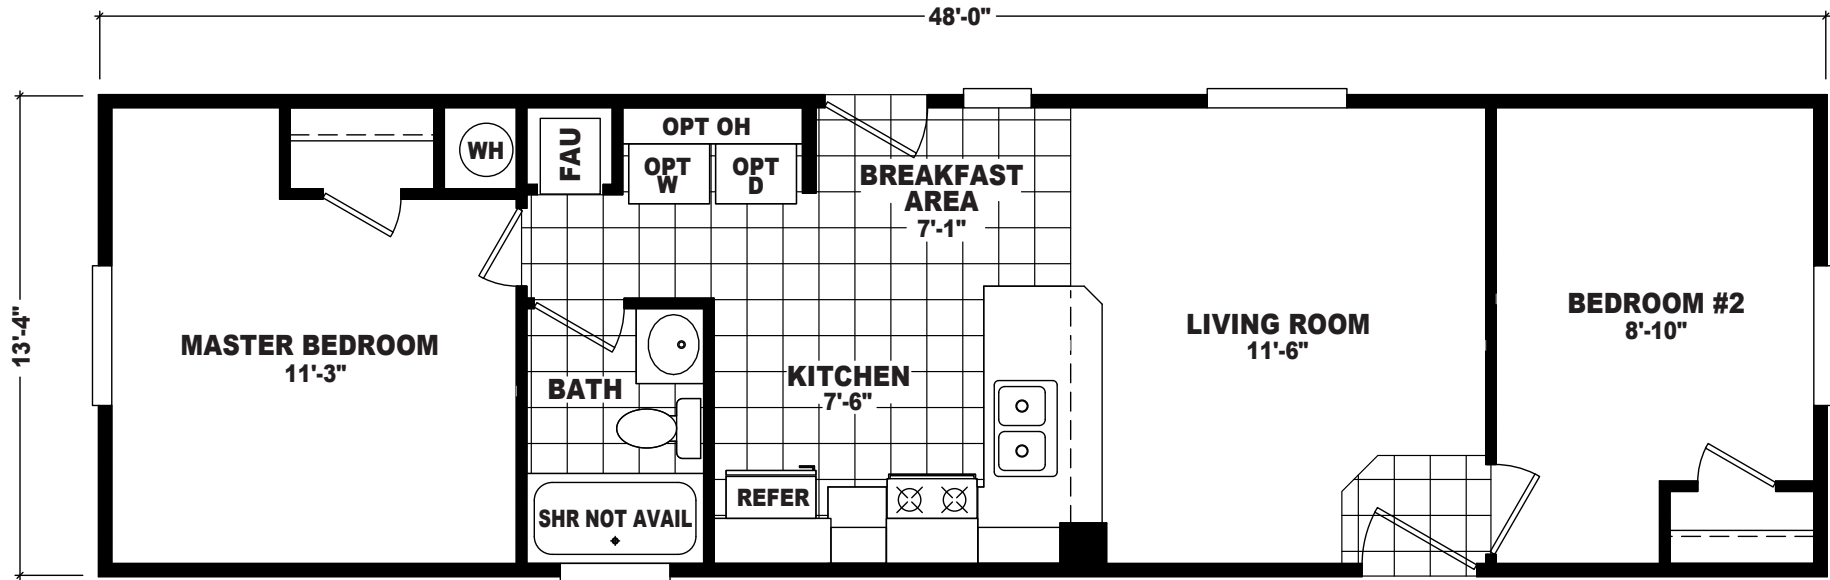 48'-0"
13'-4"
WH
FAU
OPT OH
OPT
W
OPT
D
BREAKFAST
AREA
7'-1"
MASTER BEDROOM
11'-3"
BATH
KITCHEN
7'-6"
LIVING ROOM
11'-6"
BEDROOM #2
8'-10"
REFER
SHR NOT AVAIL